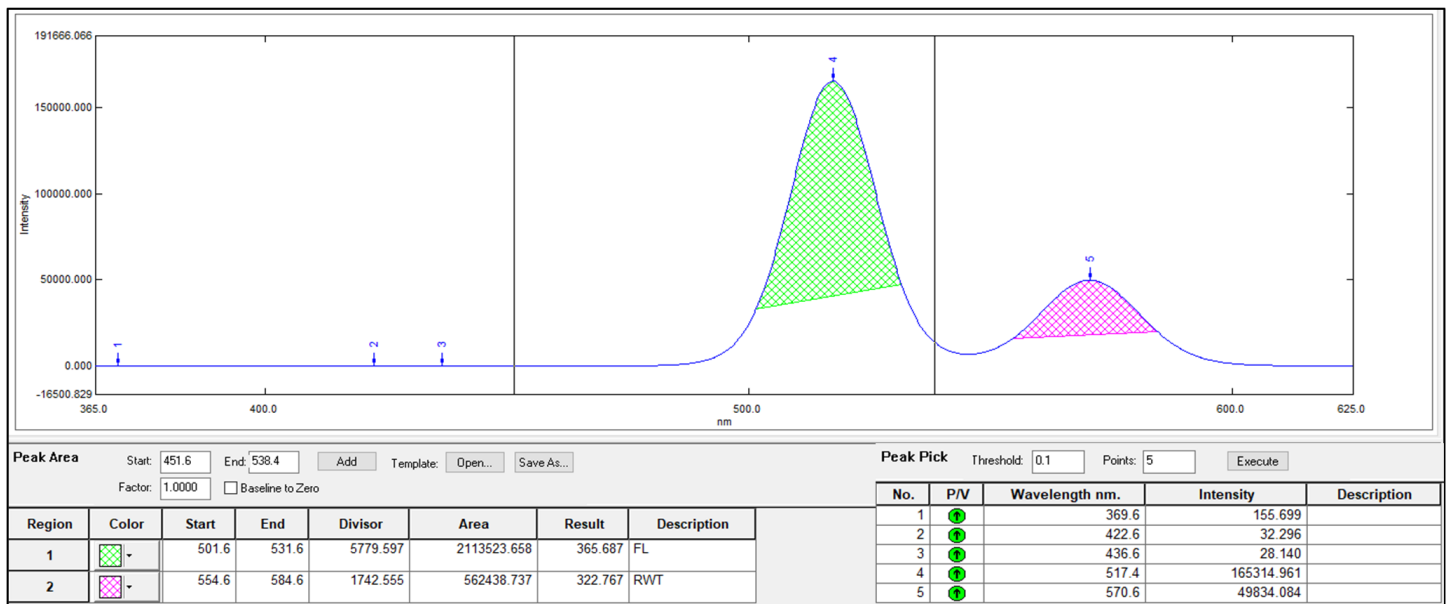 191666.066
150000.000
100000.000
50000.000
0.000
-16500.829
Intensity
1
2
3
4
5
365.0 400.0 500.0 600.0 625.0
nm
Peak Area Start: 451.6 End: 538.4 Add Template: Open... Save As...
Factor: 1.0000 Baseline to Zero
Region Color Start End Divisor Area Result Description
1 501.6 531.6 5779.597 2113523.658 365.687 FL
2 554.6 584.6 1742.555 562438.737 322.767 RWT
Peak Pick Threshold: 0.1 Points: 5 Execute
No. P/V Wavelength nm. Intensity Description
1 369.6 155.699
2 422.6 32.296
3 436.6 28.140
4 517.4 165314.961
5 570.6 49834.084